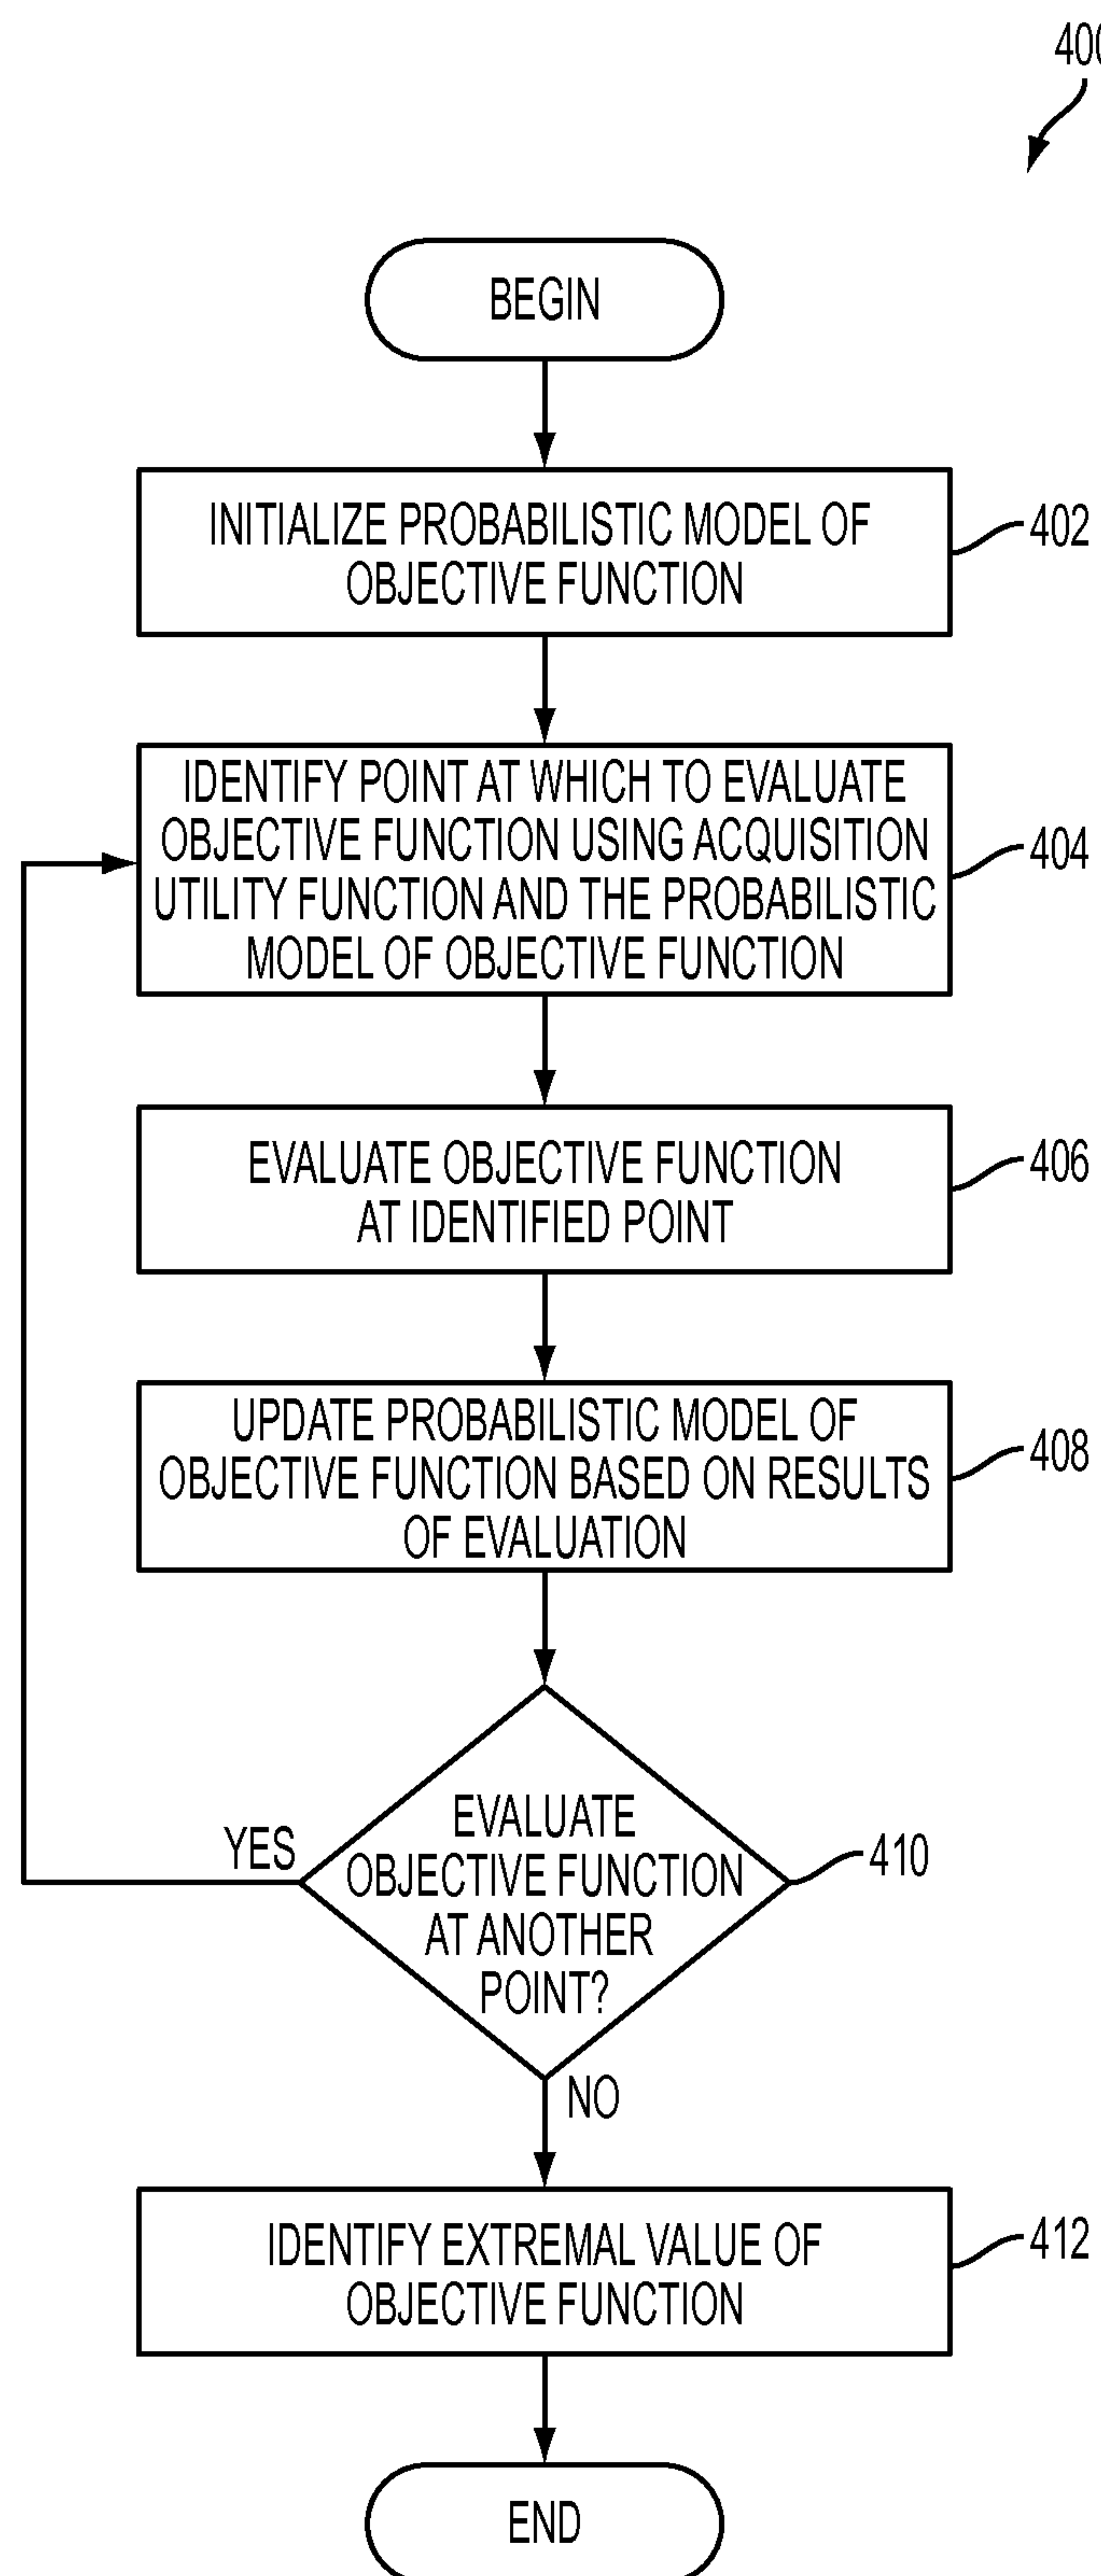 400
BEGIN
INITIALIZE PROBABILISTIC MODEL OF
OBJECTIVE FUNCTION
402
IDENTIFY POINT AT WHICH TO EVALUATE
OBJECTIVE FUNCTION USING ACQUISITION
UTILITY FUNCTION AND THE PROBABILISTIC
MODEL OF OBJECTIVE FUNCTION
404
EVALUATE OBJECTIVE FUNCTION
AT IDENTIFIED POINT
406
UPDATE PROBABILISTIC MODEL OF
OBJECTIVE FUNCTION BASED ON RESULTS
OF EVALUATION
408
YES
EVALUATE
OBJECTIVE FUNCTION
AT ANOTHER
POINT?
410
NO
IDENTIFY EXTREMAL VALUE OF
OBJECTIVE FUNCTION
412
END